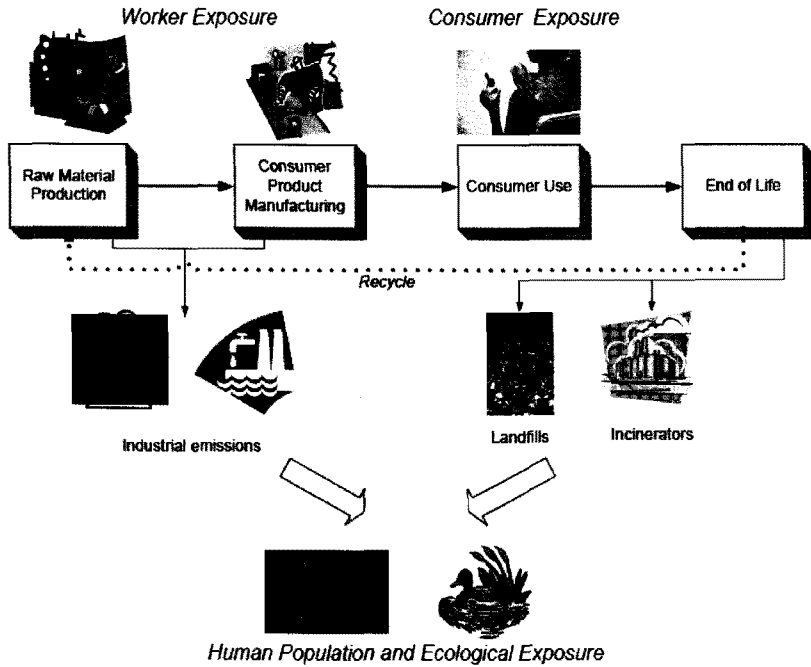 Worker Exposure
Consumer Exposure
Raw Material
Production
Consumer
Product
Manufacturing
Consumer Use
End of Life
Recycle
Industrial emissions
Landfills
Incinerators
Human Population and Ecological Exposure